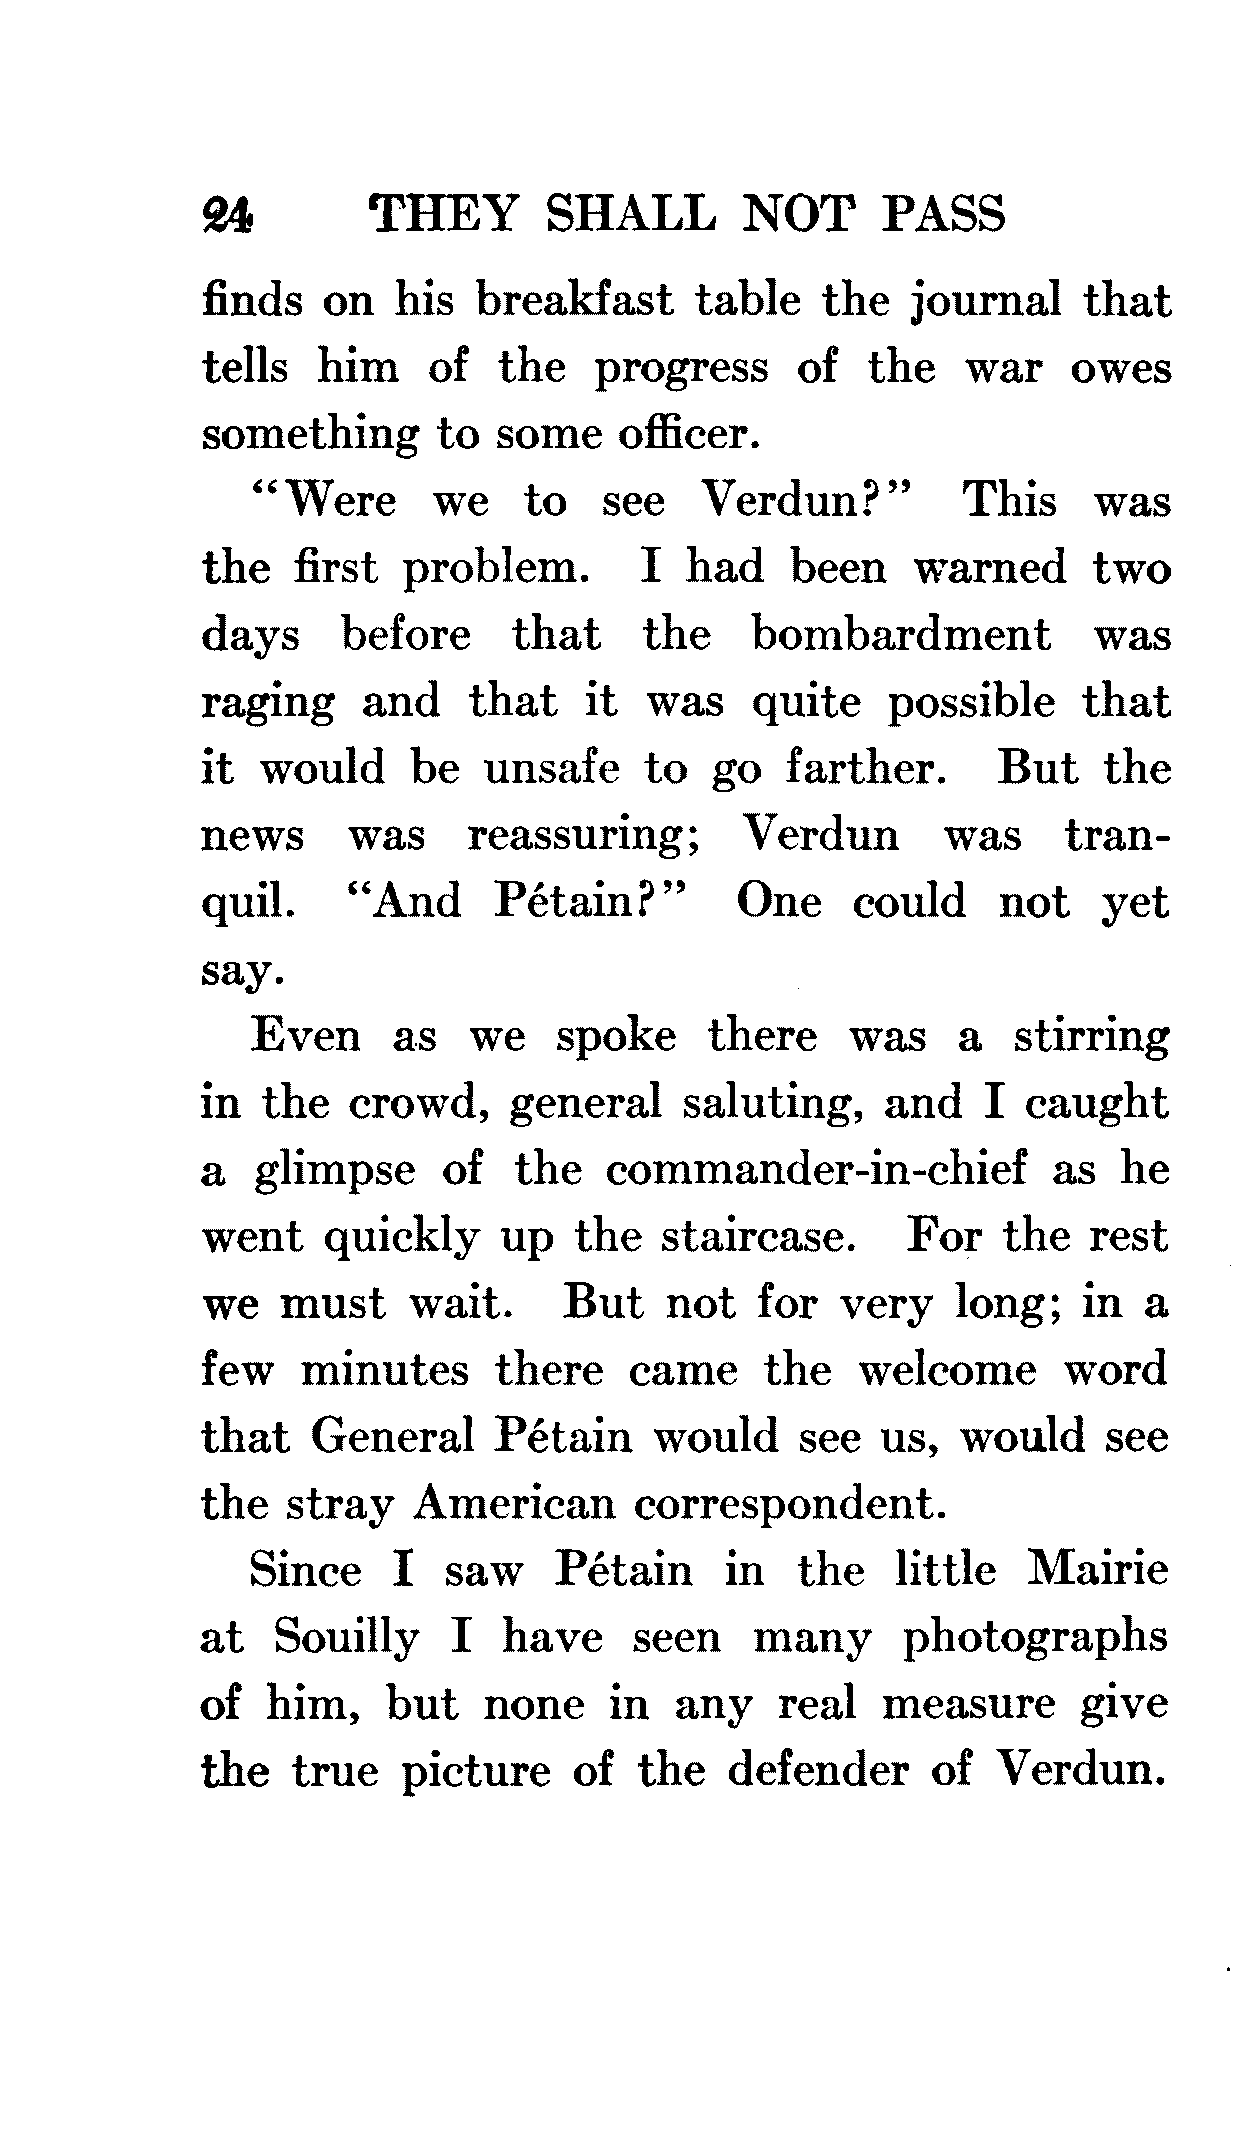 24 THEY SHALL NOT PASS
finds on his breakfast table the journal that
tells him of the progress of the war owes
something to some officer.
"Were we to see Verdun?" This was
the first problem. I had been warned two
days before that the bombardment was
raging and that it was quite possible that
it would be unsafe to go farther. But the
news was reassuring; Verdun was tran-
quil. "And Pétain?" One could not yet
say.
Even as we spoke there was a stirring
in the crowd, general saluting, and I caught
a glimpse of the commander-in-chief as he
went quickly up the staircase. For the rest
we must wait. But not for very long; in a
few minutes there came the welcome word
that General Pétain would see us, would see
the stray American correspondent.
Since I saw Pétain in the little Mairie
at Souilly I have seen many photographs
of him, but none in any real measure give
the true picture of the defender of Verdun.